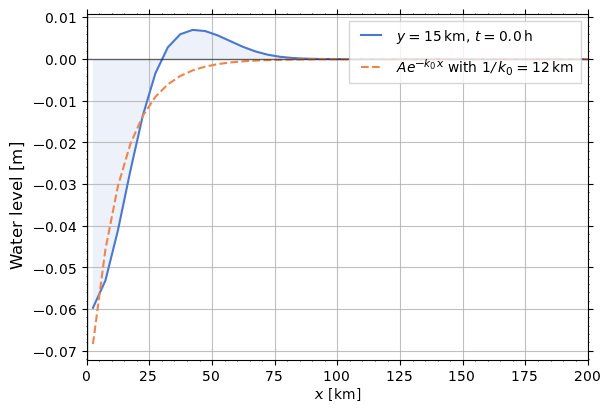 0.01
0.00
−0.01
−0.02
−0.03
−0.04
−0.05
−0.06
−0.07
Water level [m]
y = 15 km, t = 0.0 h
Ae^{−k₀x} with 1/k₀ = 12 km
0 25 50 75 100 125 150 175 200
x [km]